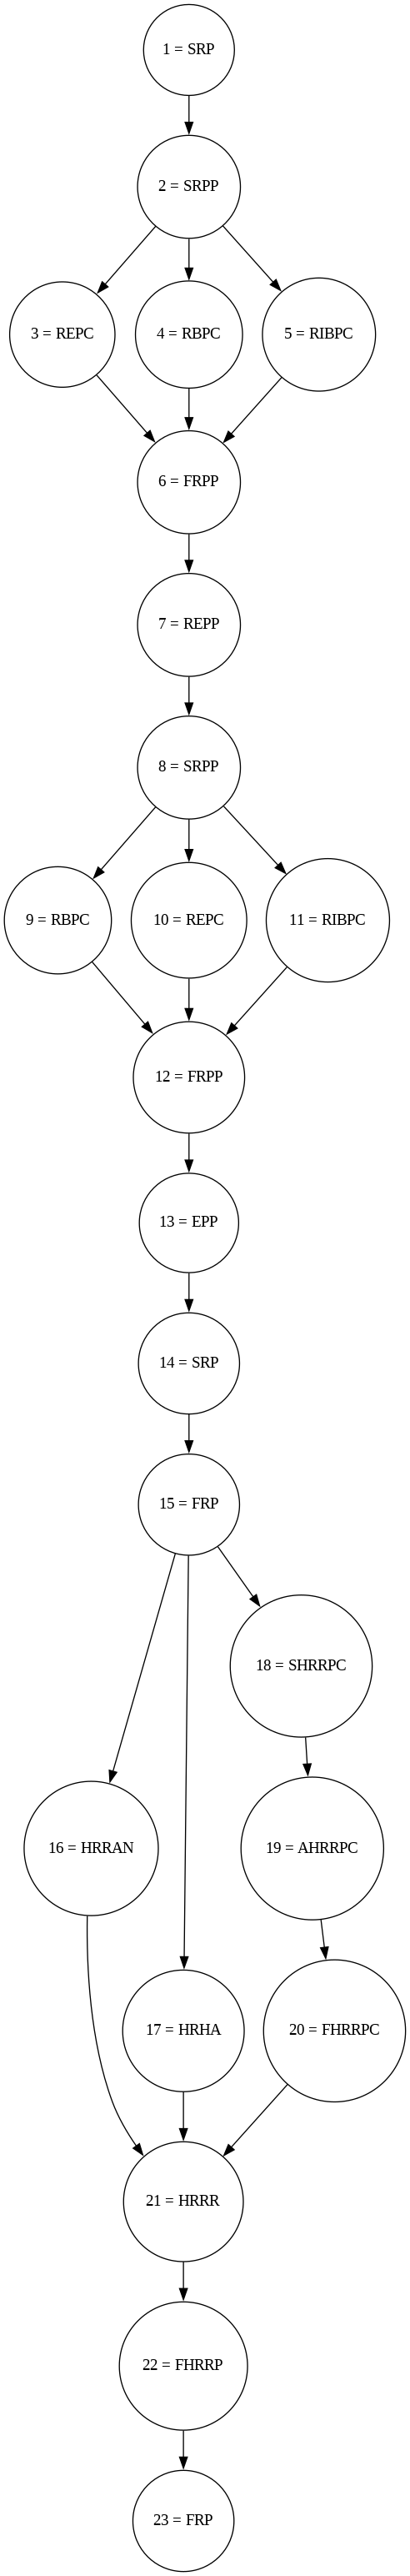 1 = SRP
2 = SRPP
3 = REPC
4 = RBPC
5 = RIBPC
6 = FRPP
7 = REPP
8 = SRPP
9 = RBPC
10 = REPC
11 = RIBPC
12 = FRPP
13 = EPP
14 = SRP
15 = FRP
18 = SHRRPC
16 = HRRAN
19 = AHRRPC
17 = HRHA
20 = FHRRPC
21 = HRRR
22 = FHRRP
23 = FRP